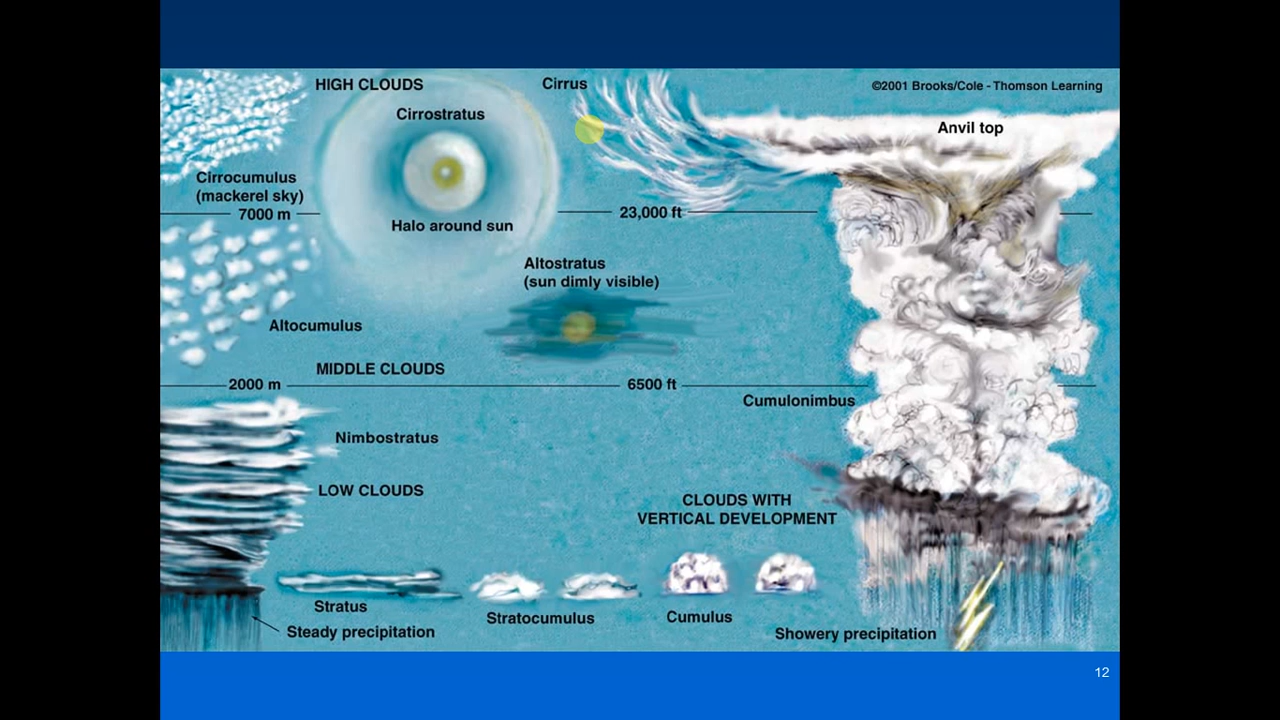 HIGH CLOUDS
Cirrus
©2001 Brooks/Cole - Thomson Learning
Cirrostratus
Anvil top
Cirrocumulus
(mackerel sky)
7000 m
23,000 ft
Halo around sun
Altostratus
(sun dimly visible)
Altocumulus
MIDDLE CLOUDS
2000 m
6500 ft
Cumulonimbus
Nimbostratus
LOW CLOUDS
CLOUDS WITH
VERTICAL DEVELOPMENT
Stratus
Stratocumulus
Cumulus
Steady precipitation
Showery precipitation
12